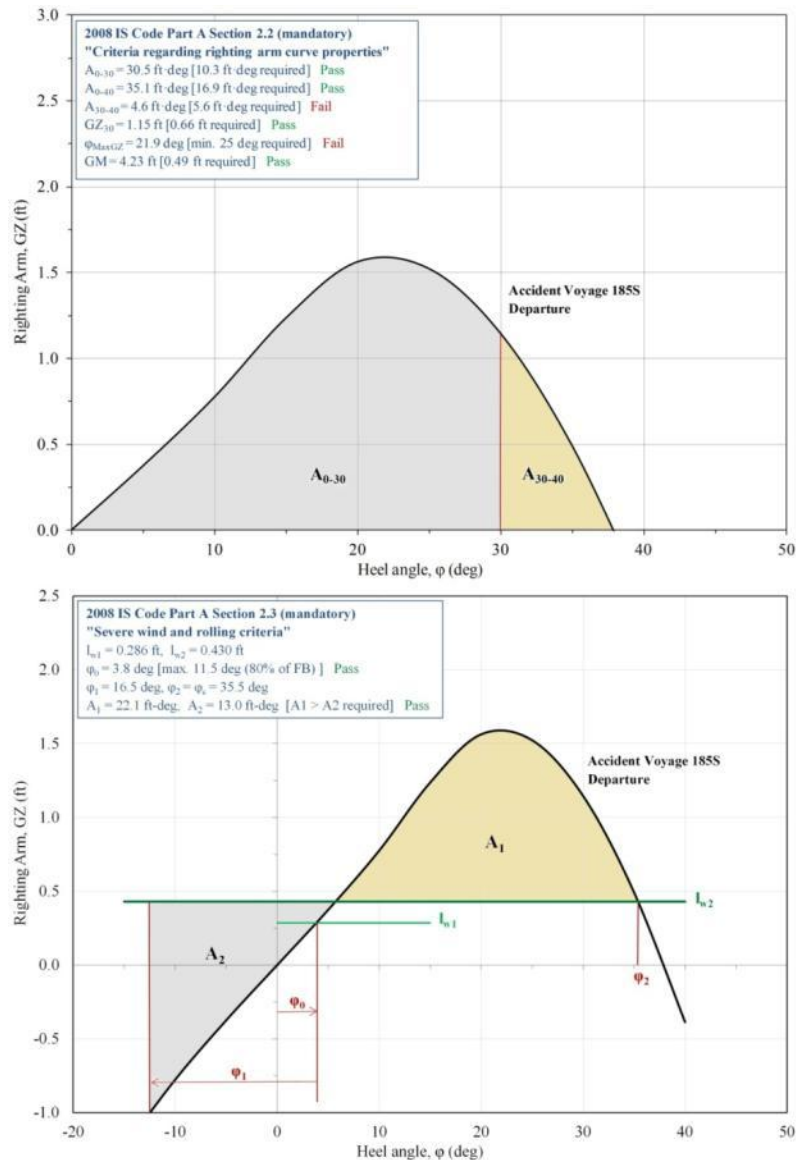 2008 IS Code Part A Section 2.2 (mandatory)
"Criteria regarding righting arm curve properties"
A₀₋₃₀ = 30.5 ft·deg [10.3 ft·deg required] Pass
A₀₋₄₀ = 35.1 ft·deg [16.9 ft·deg required] Pass
A₃₀₋₄₀ = 4.6 ft·deg [5.6 ft·deg required] Fail
GZ₃₀ = 1.15 ft [0.66 ft required] Pass
φMaxGZ = 21.9 deg [min. 25 deg required] Fail
GM = 4.23 ft [0.49 ft required] Pass
3.0
2.5
2.0
1.5
1.0
0.5
0.0
Righting Arm, GZ (ft)
Accident Voyage 185S
Departure
A₀₋₃₀
A₃₀₋₄₀
0 10 20 30 40 50
Heel angle, φ (deg)
2008 IS Code Part A Section 2.3 (mandatory)
"Severe wind and rolling criteria"
lw1 = 0.286 ft, lw2 = 0.430 ft
φ₀ = 3.8 deg [max. 11.5 deg (80% of FB) ] Pass
φ₁ = 16.5 deg, φ₂ = φc = 35.5 deg
A₁ = 22.1 ft-deg, A₂ = 13.0 ft-deg [A1 > A2 required] Pass
2.5
2.0
1.5
1.0
0.5
0.0
-0.5
-1.0
Righting Arm, GZ (ft)
Accident Voyage 185S
Departure
A₁
lw2
lw1
A₂
φ₀
φ₂
φ₁
-20 -10 0 10 20 30 40 50
Heel angle, φ (deg)